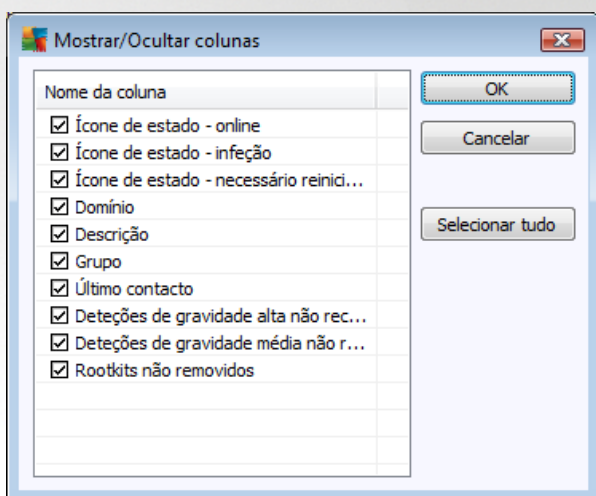 Mostrar/Ocultar colunas
Nome da coluna
Ícone de estado - online
Ícone de estado - infeção
Ícone de estado - necessário reinici...
Domínio
Descrição
Grupo
Último contacto
Deteções de gravidade alta não rec...
Deteções de gravidade média não r...
Rootkits não removidos
OK
Cancelar
Selecionar tudo